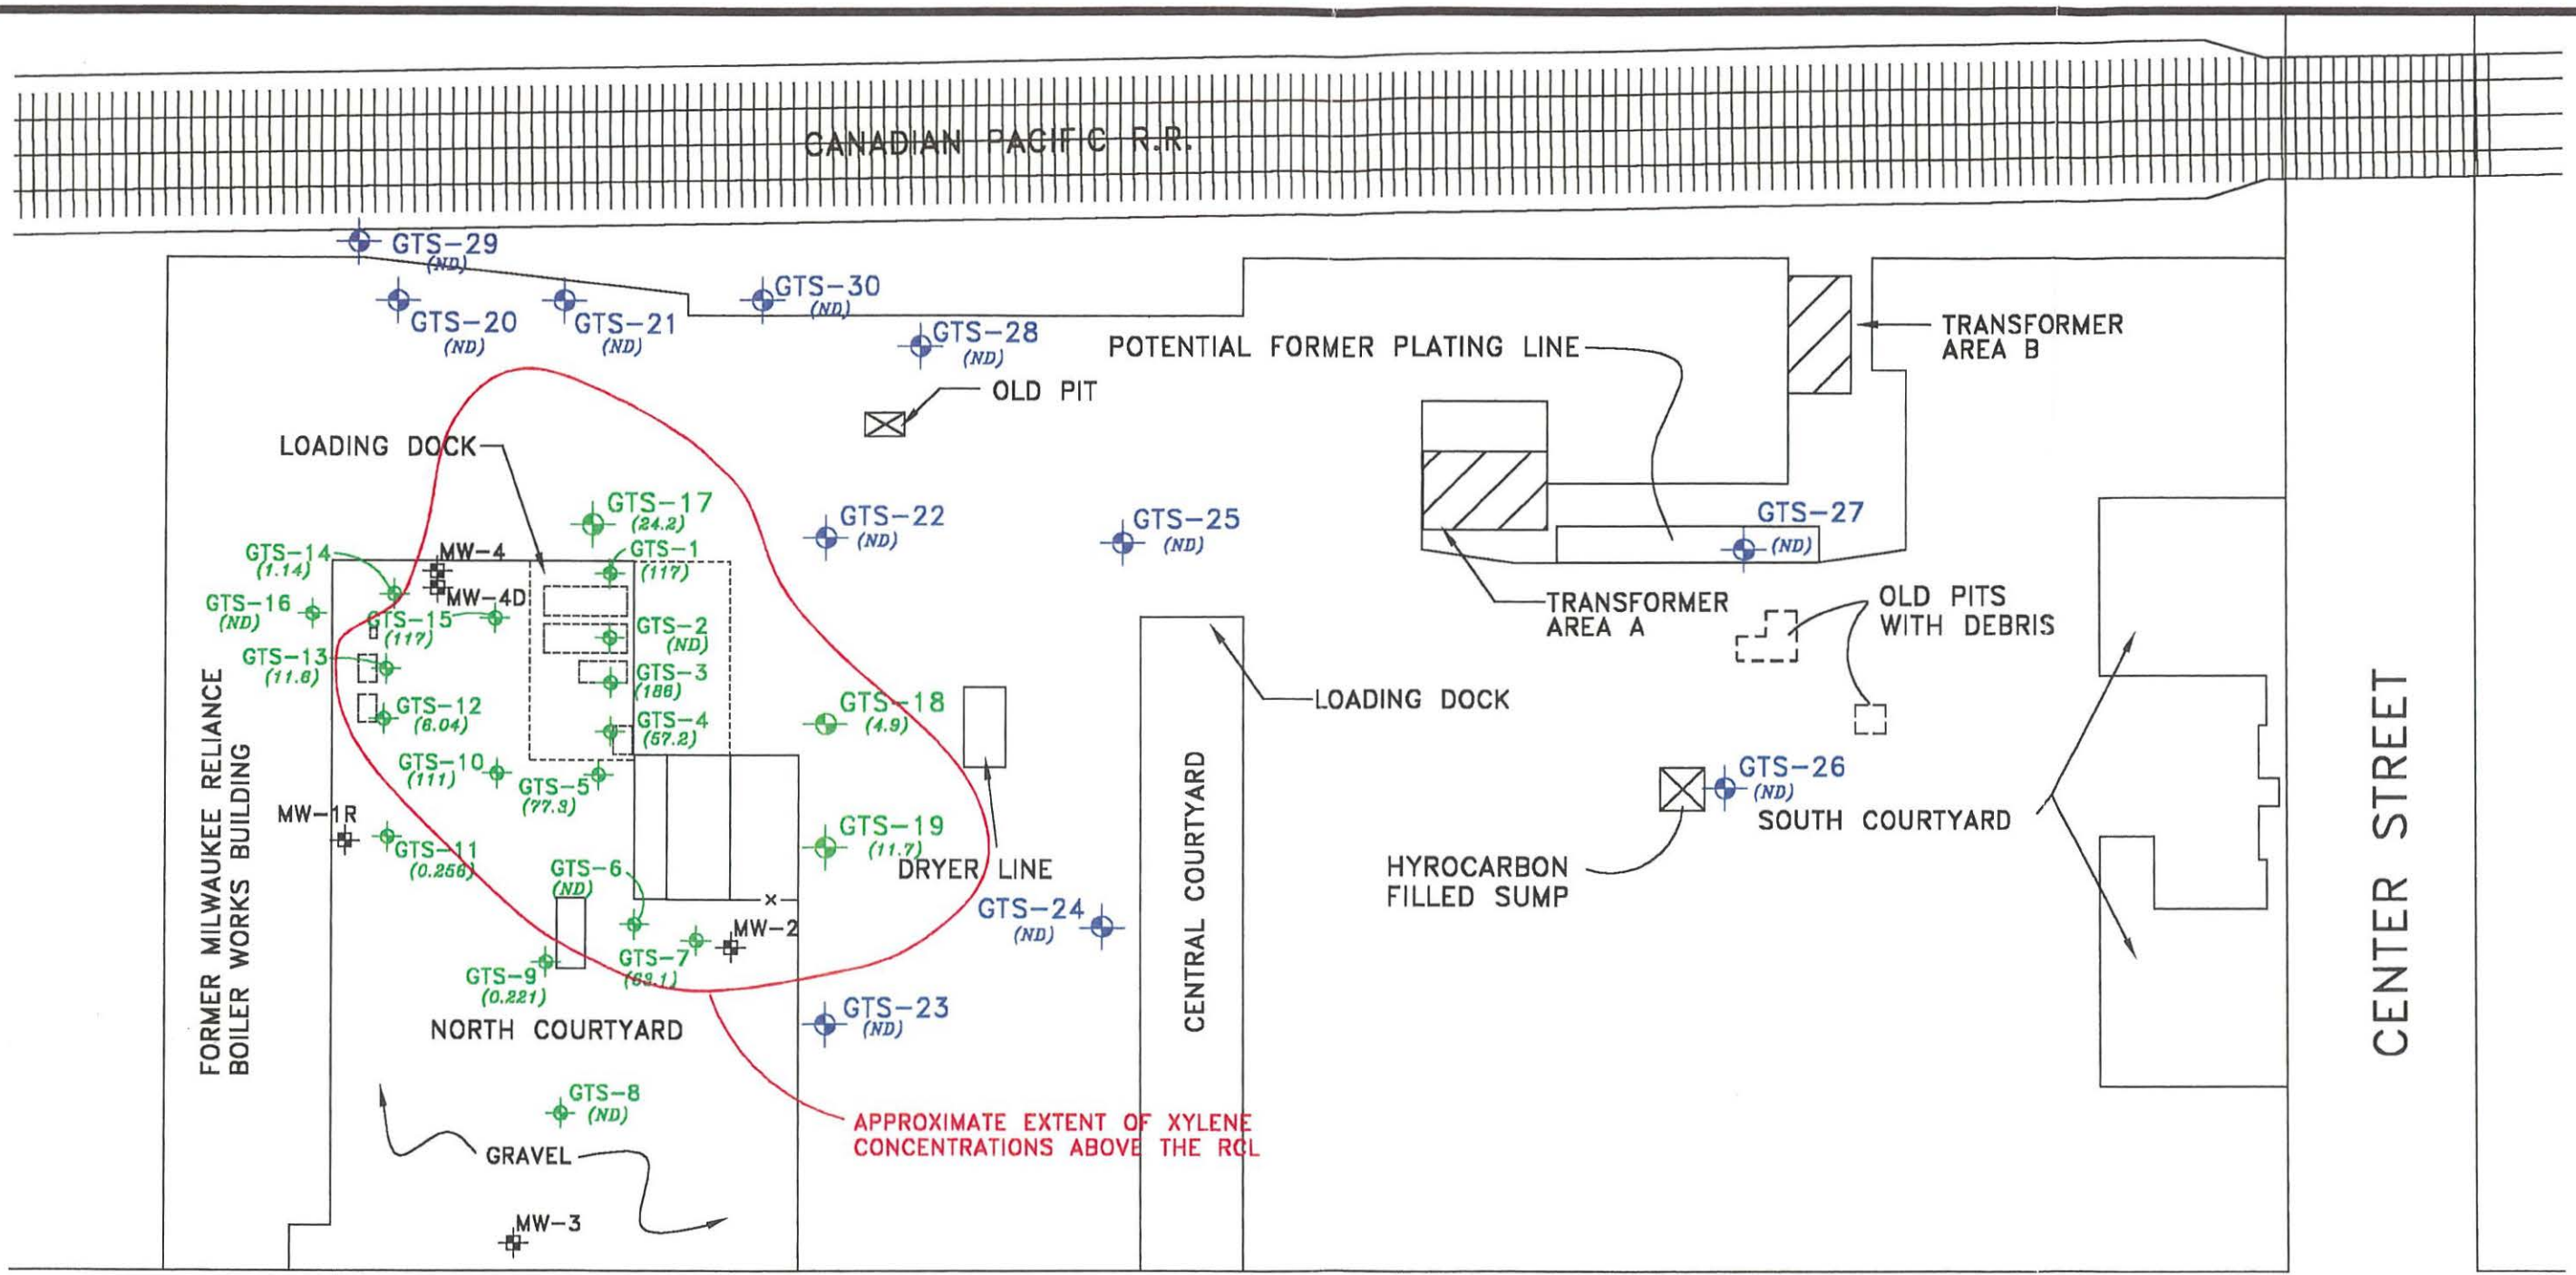 CANADIAN PACIFIC R.R.
GTS-29
(ND)
GTS-20
(ND)
GTS-21
(ND)
GTS-30
(ND)
GTS-28
(ND)
POTENTIAL FORMER PLATING LINE
TRANSFORMER
AREA B
OLD PIT
LOADING DOCK
GTS-17
(24.2)
GTS-22
(ND)
GTS-25
(ND)
GTS-27
(ND)
GTS-14
(1.14)
MW-4
MW-4D
GTS-1
(117)
GTS-16
(ND)
GTS-15
(117)
GTS-2
(ND)
GTS-13
(11.6)
GTS-3
(186)
GTS-12
(6.04)
GTS-4
(57.2)
GTS-18
(4.9)
TRANSFORMER
AREA A
OLD PITS
WITH DEBRIS
LOADING DOCK
GTS-10
(111)
GTS-5
(77.3)
MW-1R
GTS-11
(0.256)
GTS-19
(11.7)
DRYER LINE
GTS-26
(ND)
SOUTH COURTYARD
HYROCARBON
FILLED SUMP
GTS-6
(ND)
MW-2
GTS-7
(63.1)
GTS-9
(0.221)
GTS-24
(ND)
GTS-23
(ND)
FORMER MILWAUKEE RELIANCE
BOILER WORKS BUILDING
CENTRAL COURTYARD
CENTER STREET
NORTH COURTYARD
GTS-8
(ND)
APPROXIMATE EXTENT OF XYLENE
CONCENTRATIONS ABOVE THE RCL
GRAVEL
MW-3